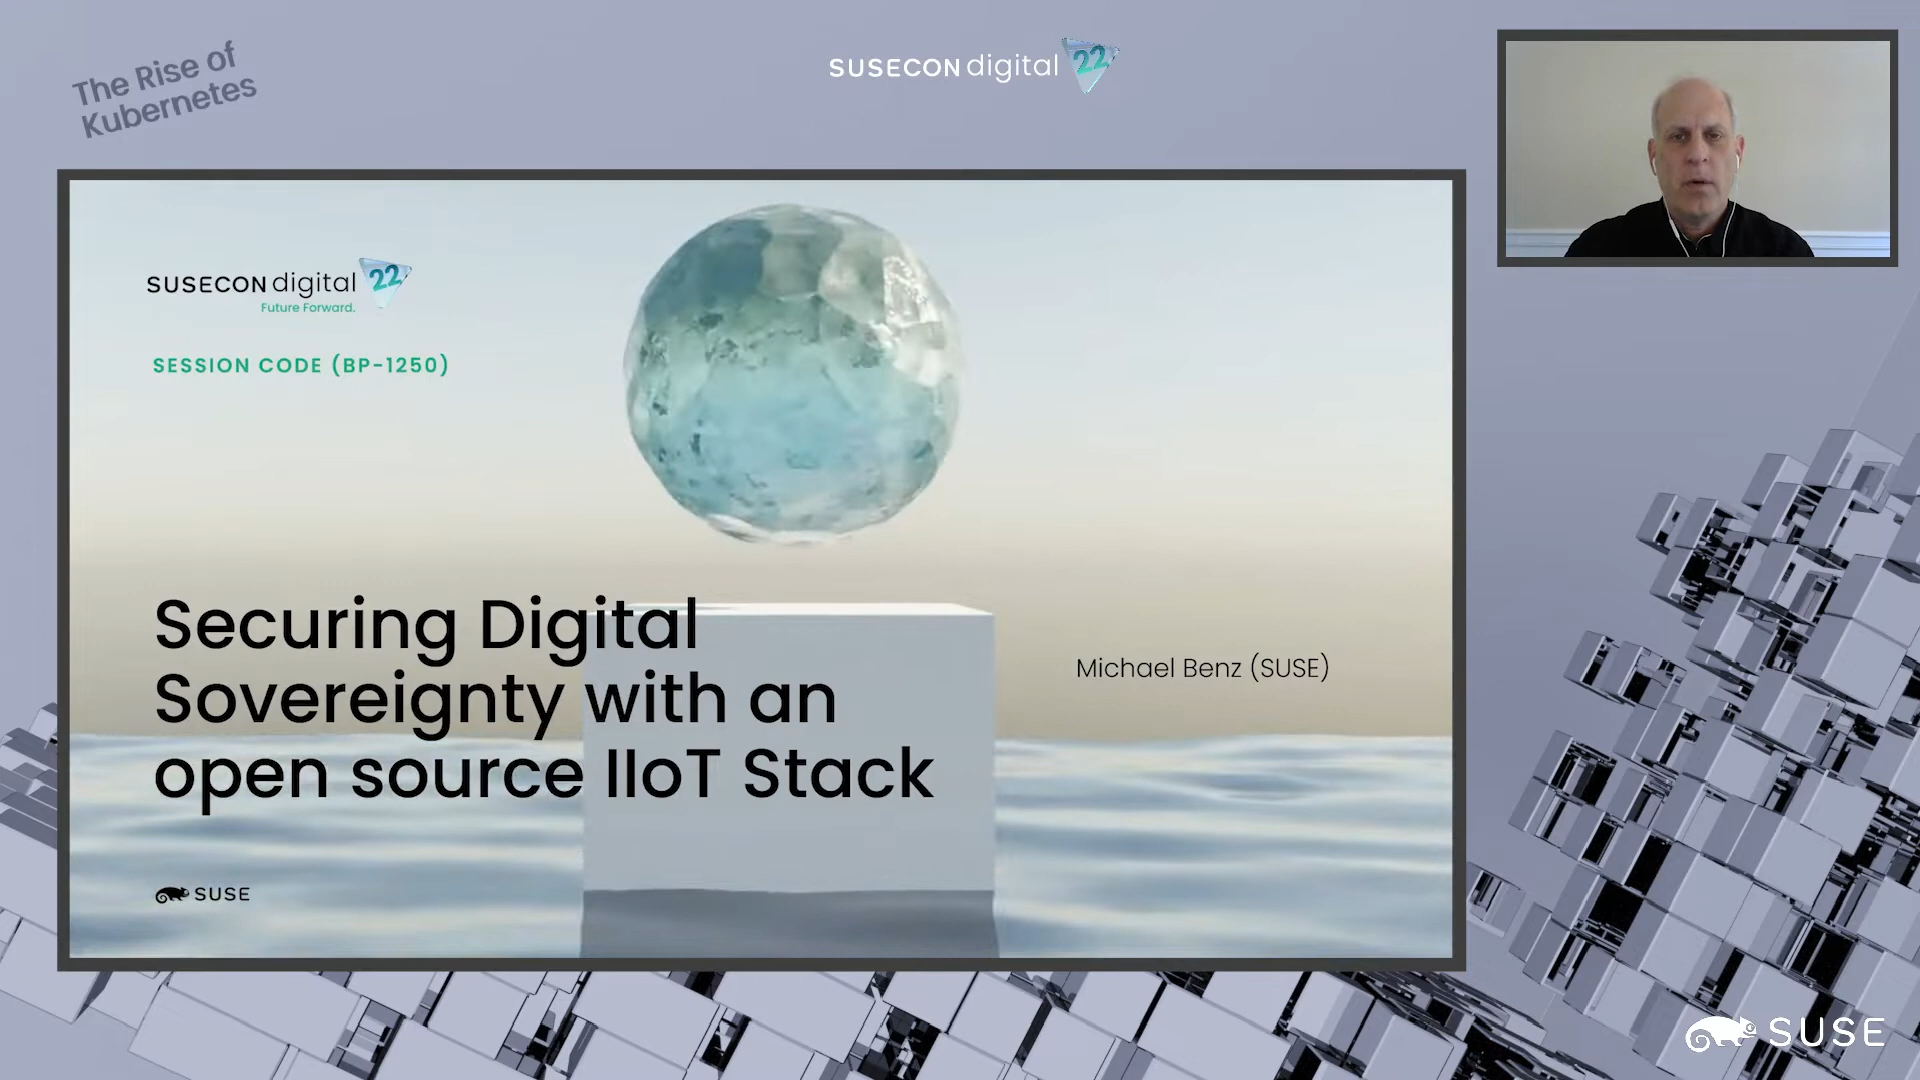 The Rise of
Kubernetes
SUSECON digital 22
SUSECON digital 22
Future Forward.
SESSION CODE (BP-1250)
Securing Digital
Sovereignty with an
open source IIoT Stack
Michael Benz (SUSE)
SUSE
SUSE